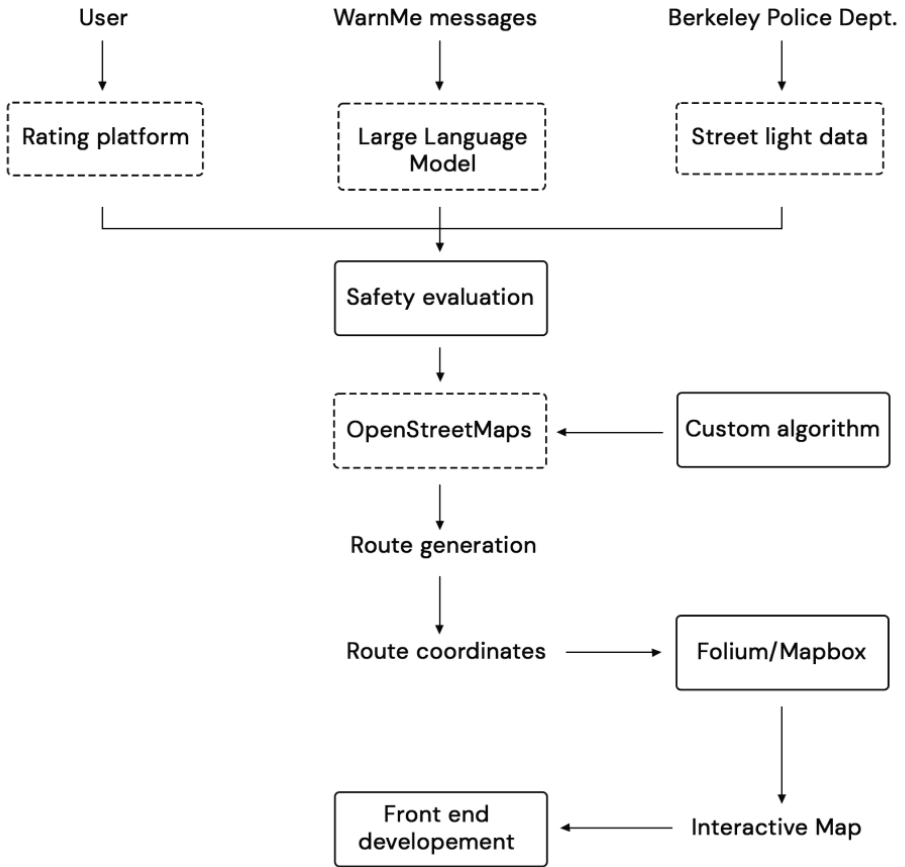 User
WarnMe messages
Berkeley Police Dept.
Rating platform
Large Language
Model
Street light data
Safety evaluation
OpenStreetMaps
Custom algorithm
Route generation
Route coordinates
Folium/Mapbox
Front end
developement
Interactive Map